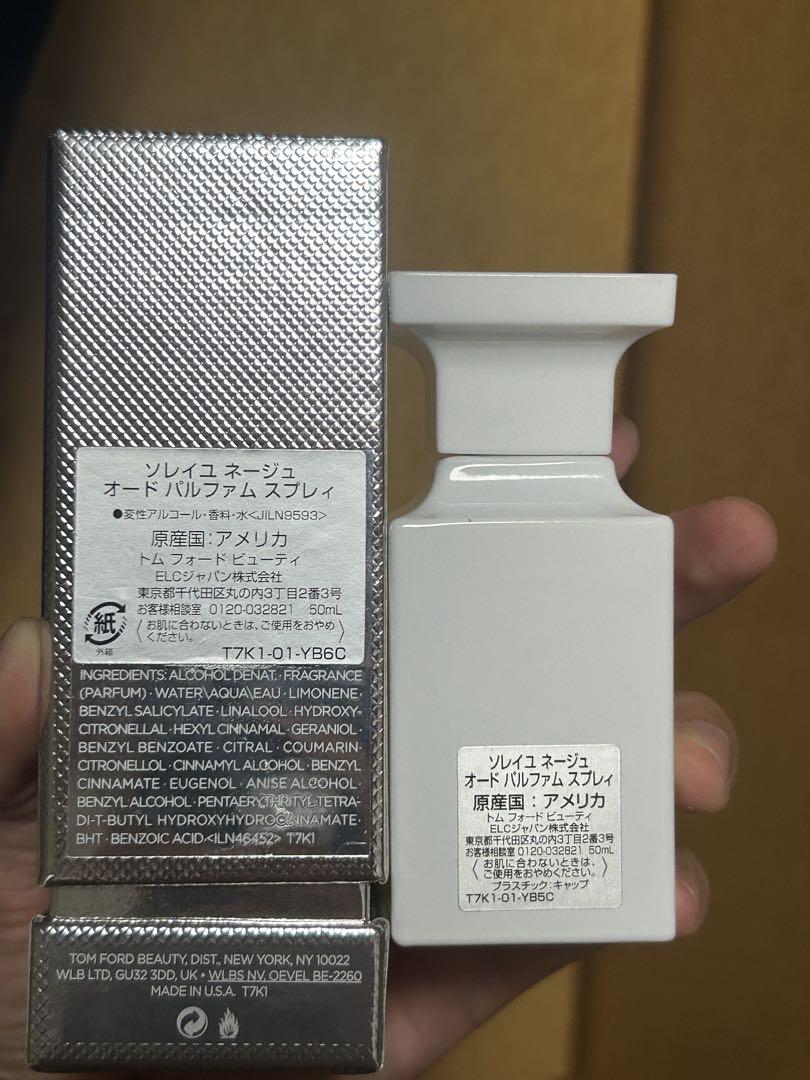 ソレイユ ネージュ
オード パルファム スプレィ
●変性アルコール・香料・水<JILN9593>
原産国:アメリカ
トム フォード ビューティ
ELCジャパン株式会社
東京都千代田区丸の内3丁目2番3号
お客様相談室 0120-032821 50mL
紙
外箱
〈お肌に合わないときは、ご使用をおやめ
ください。〉
T7K1-01-YB6C
INGREDIENTS: ALCOHOL DENAT.·FRAGRANCE
(PARFUM)·WATER\AQUA\EAU·LIMONENE·
BENZYL SALICYLATE·LINALOOL·HYDROXY-
CITRONELLAL·HEXYL CINNAMAL·GERANIOL·
BENZYL BENZOATE·CITRAL·COUMARIN·
CITRONELLOL·CINNAMYL ALCOHOL·BENZYL
CINNAMATE·EUGENOL·ANISE ALCOHOL·
BENZYL ALCOHOL·PENTAERYTHRITYL TETRA-
DI-T-BUTYL HYDROXYHYDROCINNAMATE·
BHT·BENZOIC ACID·<ILN46452> T7K1
TOM FORD BEAUTY, DIST., NEW YORK, NY 10022
WLB LTD, GU32 3DD, UK • WLBS NV, OEVEL BE-2260
MADE IN U.S.A. T7K1
ソレイユ ネージュ
オード パルファム スプレィ
原産国:アメリカ
トム フォード ビューティ
ELCジャパン株式会社
東京都千代田区丸の内3丁目2番3号
お客様相談室 0120-032821 50mL
〈お肌に合わないときは、
ご使用をおやめください。〉
プラスチック:キャップ
T7K1-01-YB5C